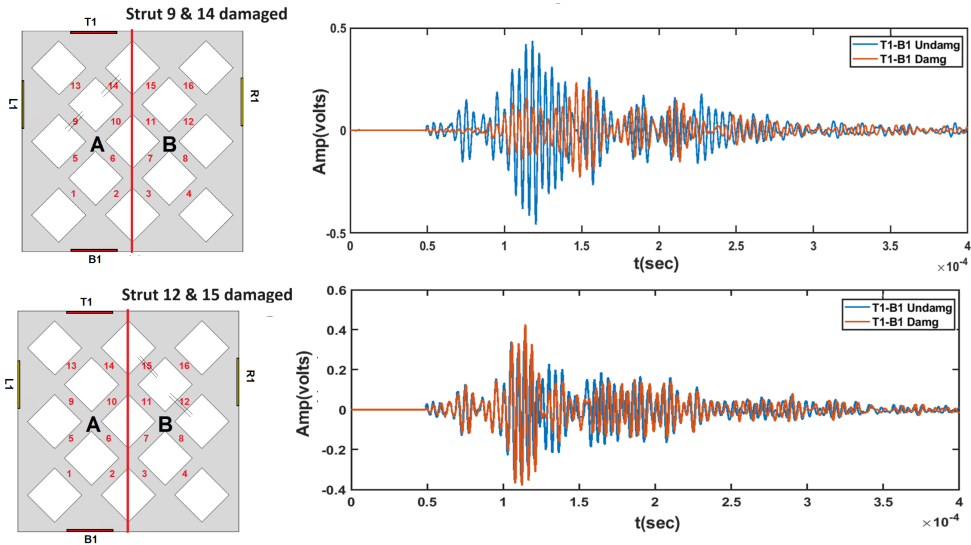 Strut 9 & 14 damaged
T1
13 14 15 16
9 10 11 12
A B
5 6 7 8
1 2 3 4
L1
R1
B1
0.5
0
-0.5
Amp(volts)
T1-B1 Undamg
T1-B1 Damg
0 0.5 1 1.5 2 2.5 3 3.5 4
t(sec)
×10⁻⁴
Strut 12 & 15 damaged
T1
13 14 15 16
9 10 11 12
A B
5 6 7 8
1 2 3 4
L1
R1
B1
0.6
0.4
0.2
0
-0.2
-0.4
Amp(volts)
T1-B1 Undamg
T1-B1 Damg
0 0.5 1 1.5 2 2.5 3 3.5 4
t(sec)
×10⁻⁴